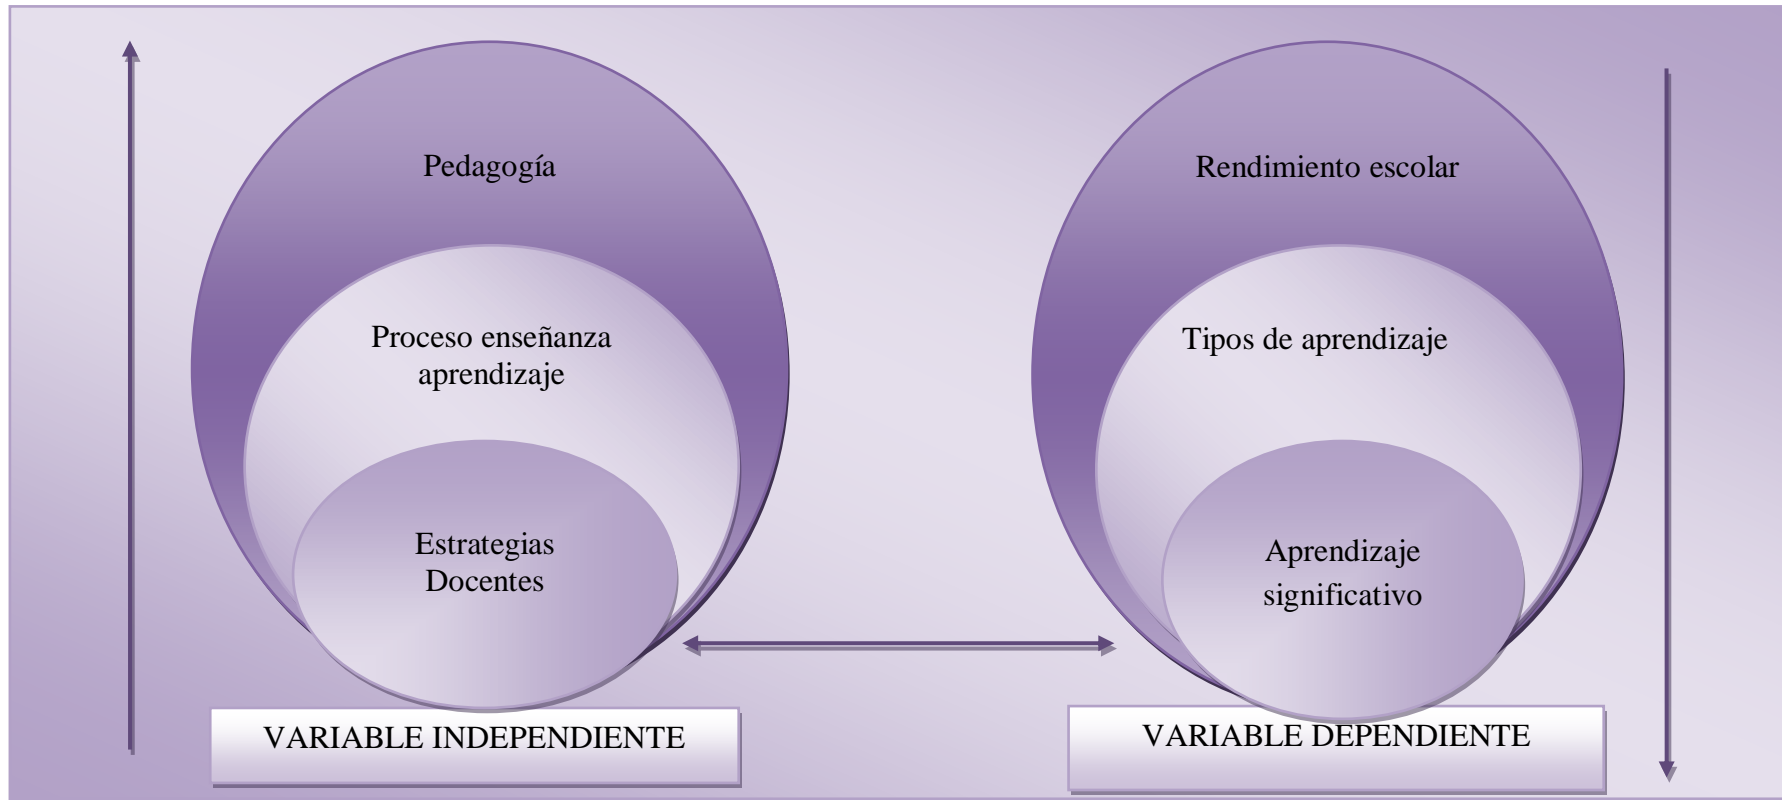 Pedagogía
Proceso enseñanza
aprendizaje
Estrategias
Docentes
VARIABLE INDEPENDIENTE
Rendimiento escolar
Tipos de aprendizaje
Aprendizaje
significativo
VARIABLE DEPENDIENTE